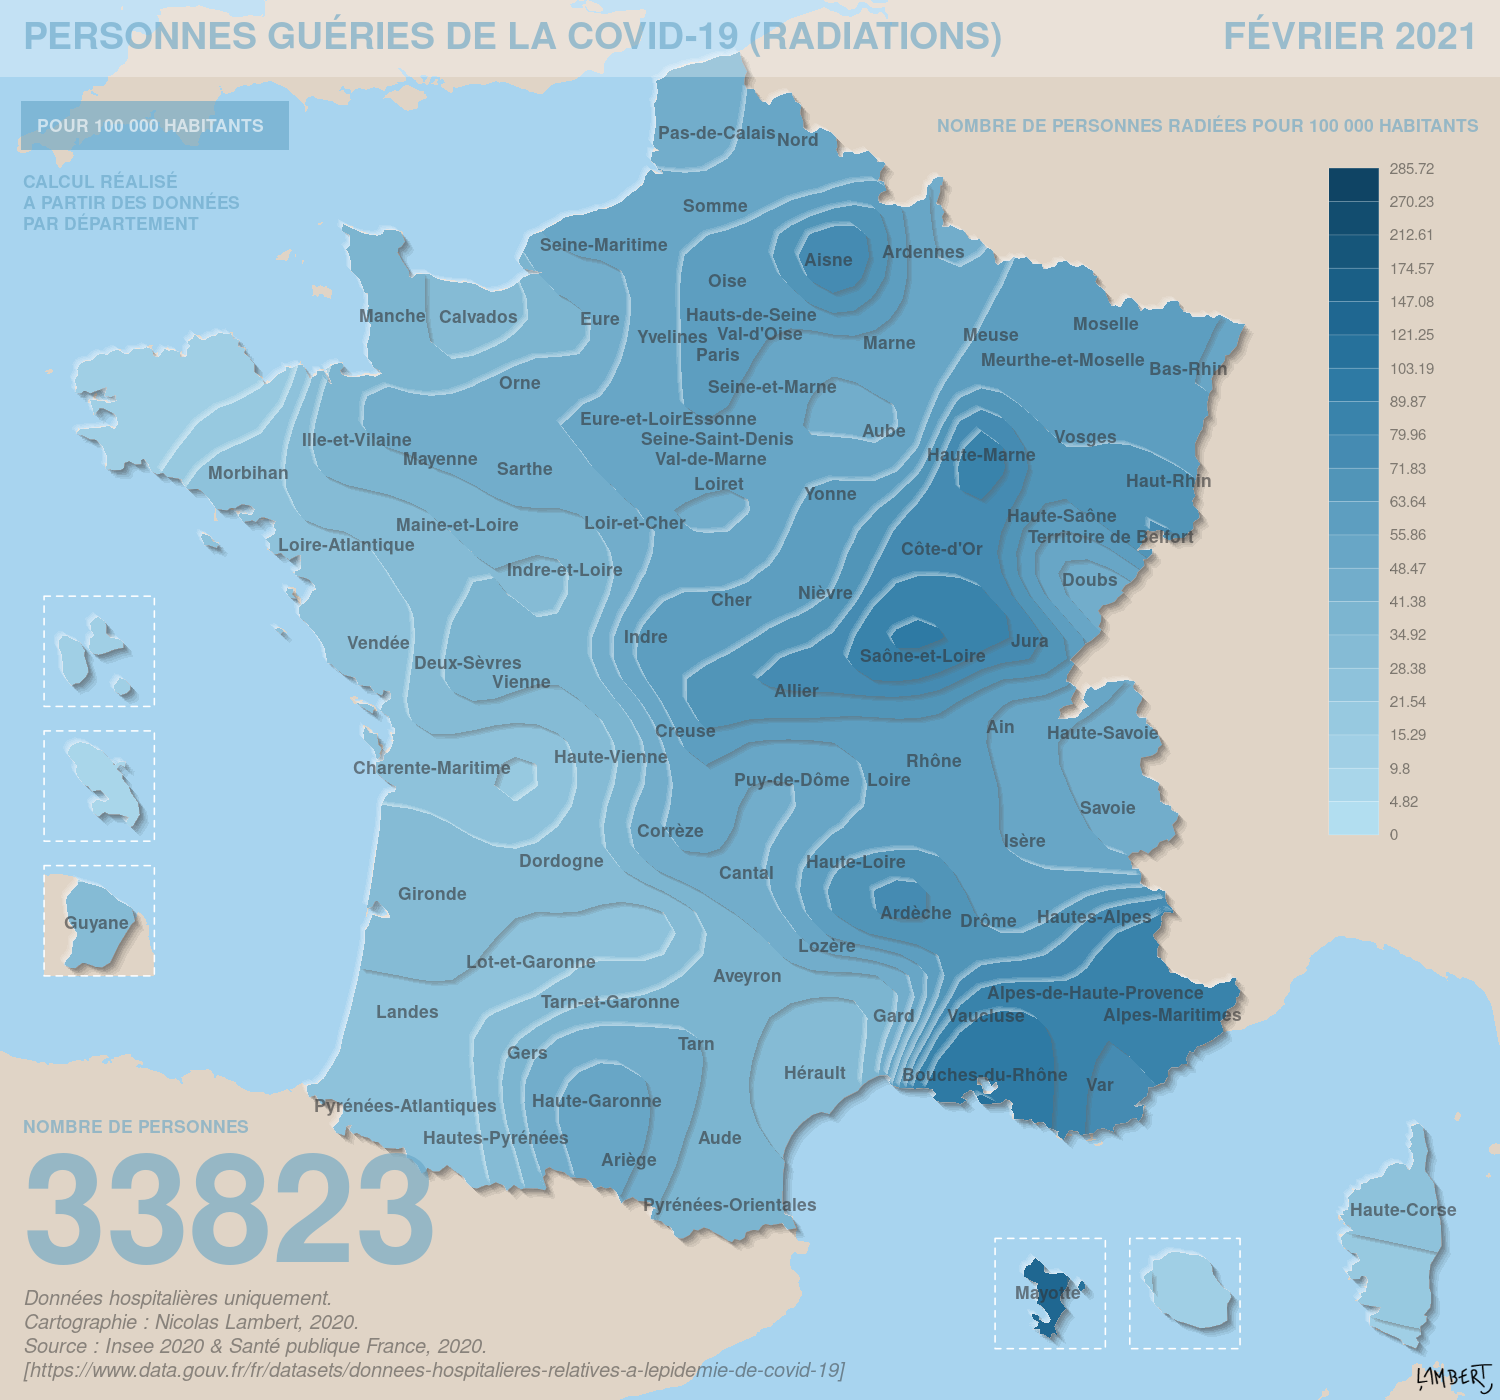 PERSONNES GUÉRIES DE LA COVID-19 (RADIATIONS)
FÉVRIER 2021
POUR 100 000 HABITANTS
CALCUL RÉALISÉ
A PARTIR DES DONNÉES
PAR DÉPARTEMENT
NOMBRE DE PERSONNES RADIÉES POUR 100 000 HABITANTS
285.72
270.23
212.61
174.57
147.08
121.25
103.19
89.87
79.96
71.83
63.64
55.86
48.47
41.38
34.92
28.38
21.54
15.29
9.8
4.82
0
Pas-de-Calais
Nord
Somme
Seine-Maritime
Aisne
Ardennes
Oise
Manche
Calvados
Eure
Hauts-de-Seine
Yvelines
Val-d'Oise
Paris
Marne
Meuse
Moselle
Meurthe-et-Moselle
Bas-Rhin
Orne
Seine-et-Marne
Eure-et-Loir
Essonne
Seine-Saint-Denis
Val-de-Marne
Aube
Vosges
Ille-et-Vilaine
Mayenne
Sarthe
Morbihan
Haute-Marne
Haut-Rhin
Loiret
Yonne
Loir-et-Cher
Maine-et-Loire
Loire-Atlantique
Haute-Saône
Territoire de Belfort
Côte-d'Or
Indre-et-Loire
Doubs
Cher
Nièvre
Indre
Vendée
Deux-Sèvres
Vienne
Saône-et-Loire
Jura
Allier
Creuse
Ain
Haute-Savoie
Charente-Maritime
Haute-Vienne
Rhône
Puy-de-Dôme
Loire
Savoie
Corrèze
Isère
Dordogne
Cantal
Haute-Loire
Gironde
Ardèche
Drôme
Hautes-Alpes
Lozère
Lot-et-Garonne
Aveyron
Tarn-et-Garonne
Landes
Gard
Alpes-de-Haute-Provence
Vaucluse
Alpes-Maritimes
Gers
Tarn
Hérault
Bouches-du-Rhône
Var
Haute-Garonne
Pyrénées-Atlantiques
Hautes-Pyrénées
Aude
Ariège
Pyrénées-Orientales
Haute-Corse
Guyane
Mayotte
NOMBRE DE PERSONNES
33823
Données hospitalières uniquement.
Cartographie : Nicolas Lambert, 2020.
Source : Insee 2020 & Santé publique France, 2020.
[https://www.data.gouv.fr/fr/datasets/donnees-hospitalieres-relatives-a-lepidemie-de-covid-19]
LAMBERT